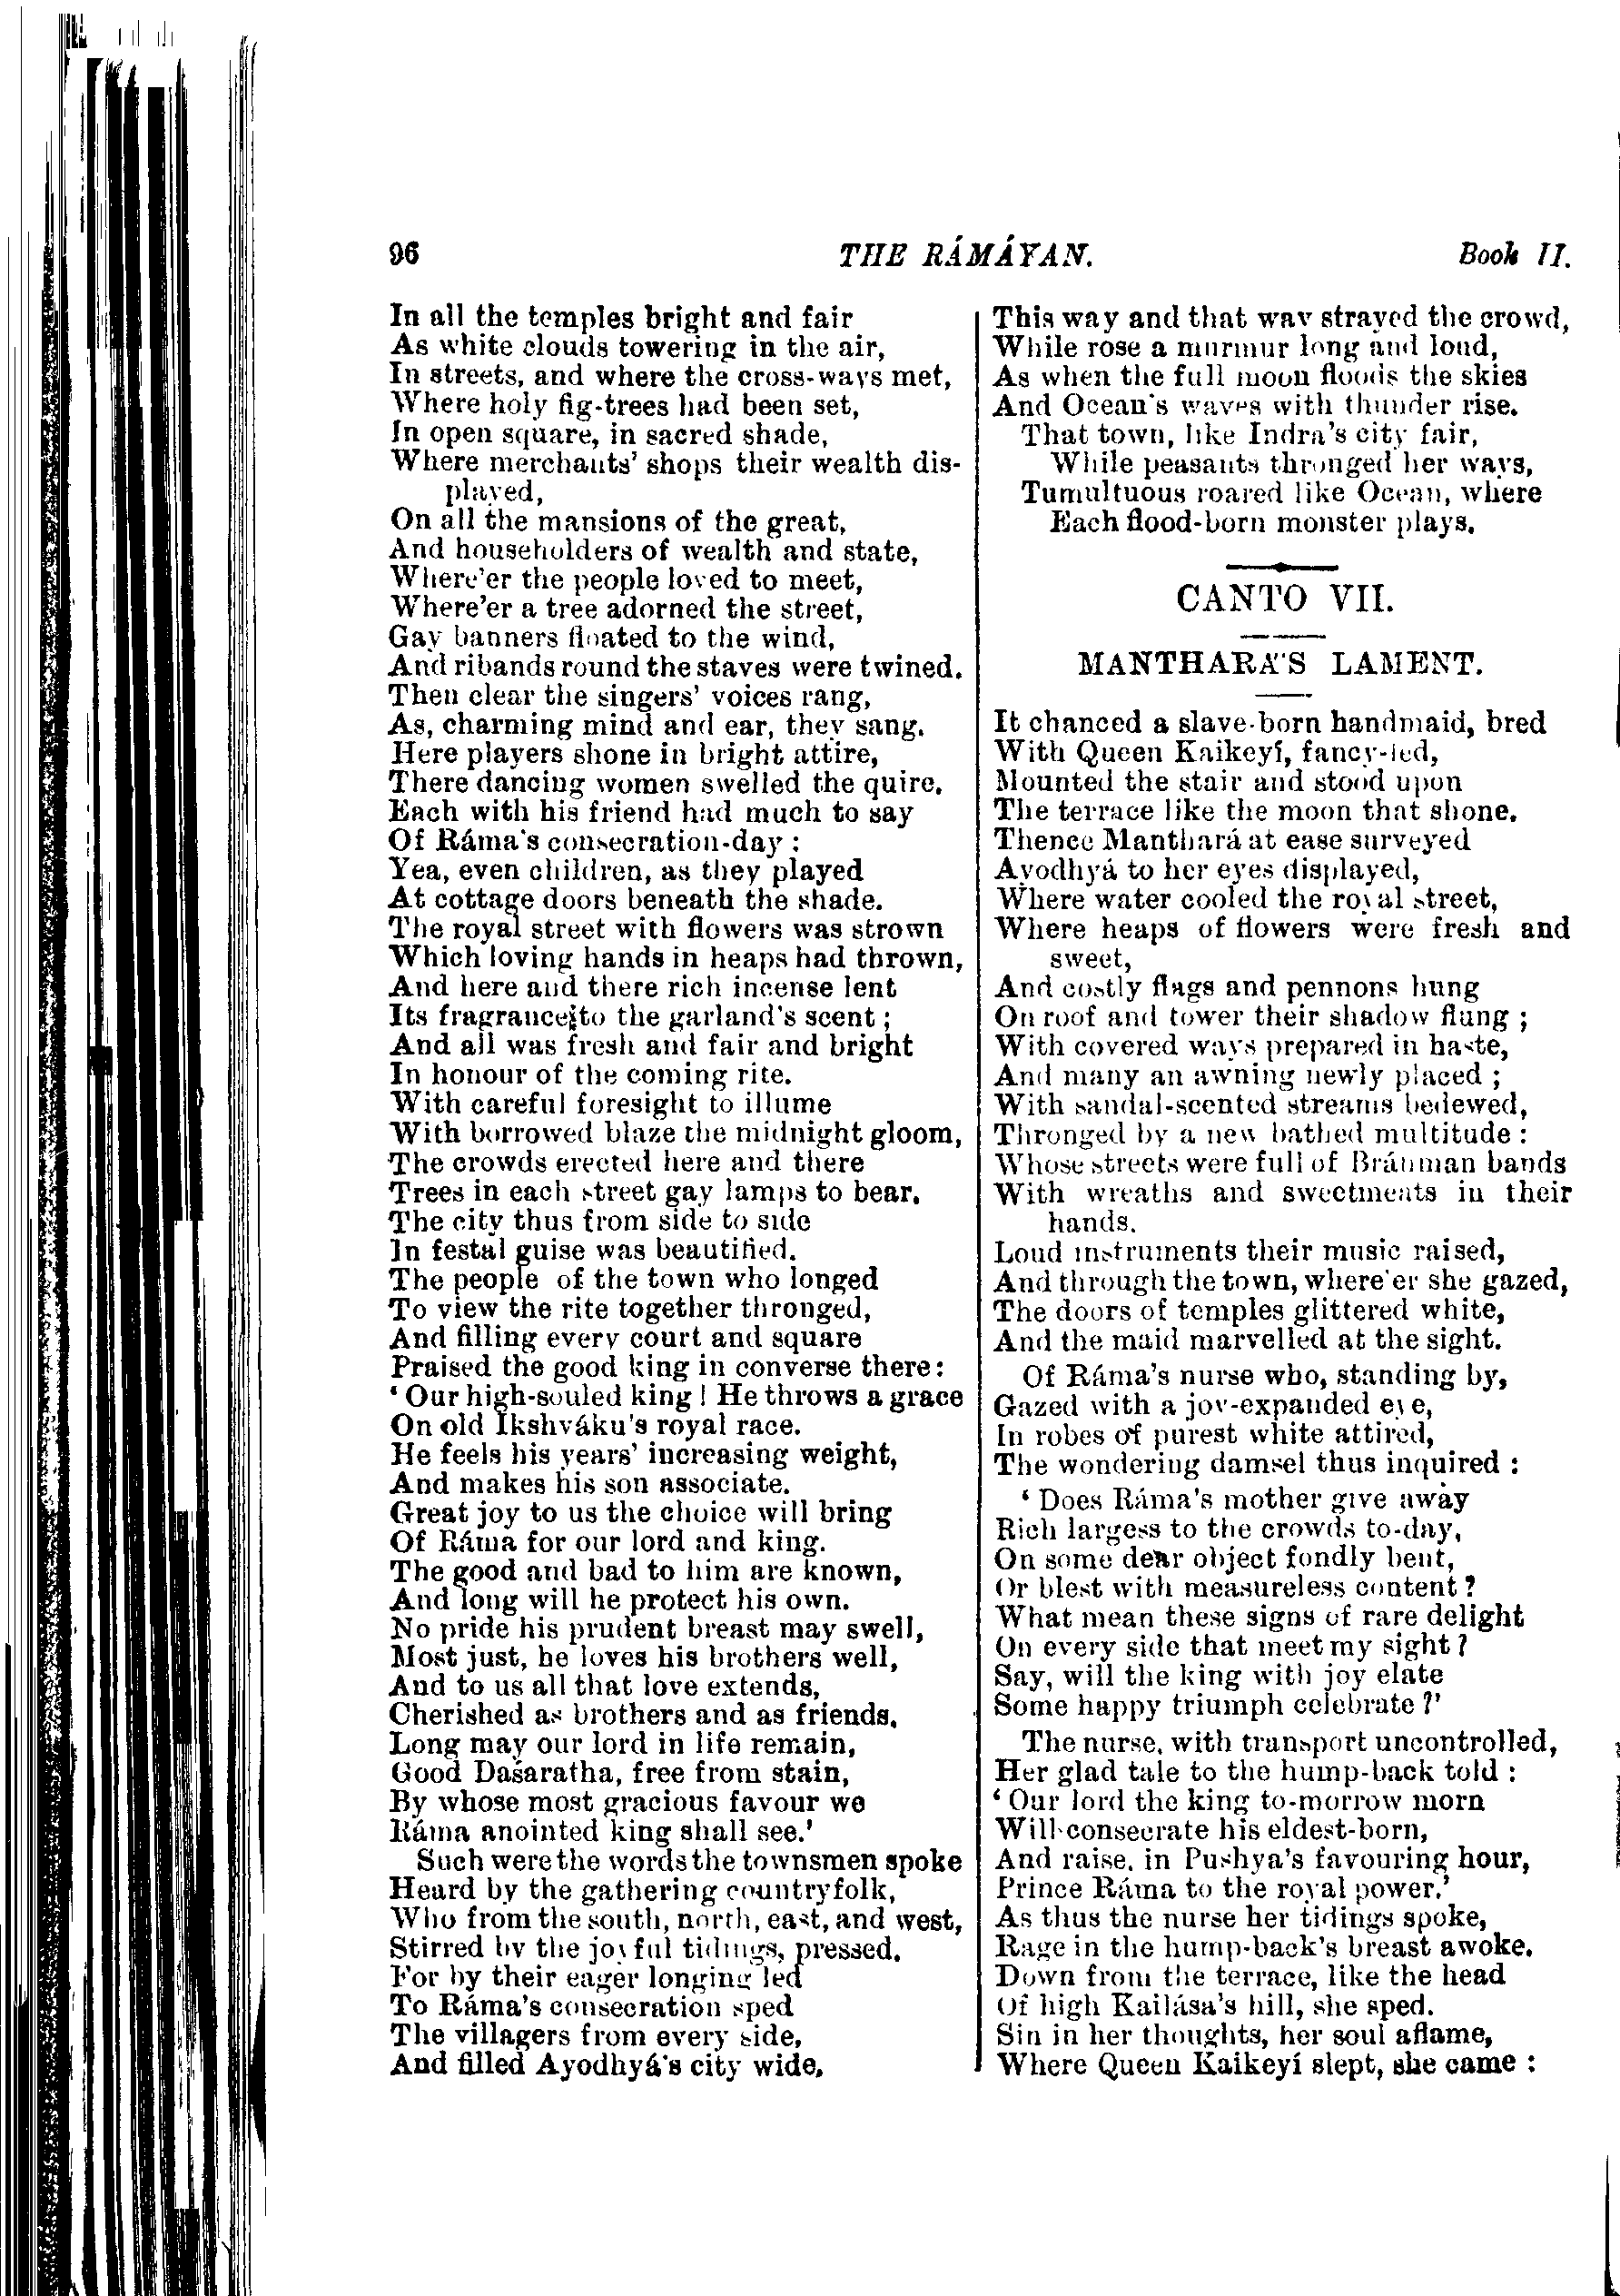 96 THE RÁMÁYAN. Book II.
In all the temples bright and fair
As white clouds towering in the air,
In streets, and where the cross-ways met,
Where holy fig-trees had been set,
In open square, in sacred shade,
Where merchants' shops their wealth dis-
played,
On all the mansions of the great,
And householders of wealth and state,
Where'er the people loved to meet,
Where'er a tree adorned the street,
Gay banners floated to the wind,
And ribands round the staves were twined.
Then clear the singers' voices rang,
As, charming mind and ear, they sang.
Here players shone in bright attire,
There dancing women swelled the quire.
Each with his friend had much to say
Of Ráma's consecration-day :
Yea, even children, as they played
At cottage doors beneath the shade.
The royal street with flowers was strown
Which loving hands in heaps had thrown,
And here and there rich incense lent
Its fragrance to the garland's scent ;
And all was fresh and fair and bright
In honour of the coming rite.
With careful foresight to illume
With borrowed blaze the midnight gloom,
The crowds erected here and there
Trees in each street gay lamps to bear.
The city thus from side to side
In festal guise was beautified.
The people of the town who longed
To view the rite together thronged,
And filling every court and square
Praised the good king in converse there:
'Our high-souled king ! He throws a grace
On old Ikshváku's royal race.
He feels his years' increasing weight,
And makes his son associate.
Great joy to us the choice will bring
Of Ráma for our lord and king.
The good and bad to him are known,
And long will he protect his own.
No pride his prudent breast may swell,
Most just, he loves his brothers well,
And to us all that love extends,
Cherished as brothers and as friends.
Long may our lord in life remain,
Good Daśaratha, free from stain,
By whose most gracious favour we
Ráma anointed king shall see.'
Such were the words the townsmen spoke
Heard by the gathering countryfolk,
Who from the south, north, east, and west,
Stirred by the joyful tidings, pressed.
For by their eager longing led
To Ráma's consecration sped
The villagers from every side,
And filled Ayodhyá's city wide.
This way and that way strayed the crowd,
While rose a murmur long and loud,
As when the full moon floods the skies
And Ocean's waves with thunder rise.
That town, like Indra's city fair,
While peasants thronged her ways,
Tumultuous roared like Ocean, where
Each flood-born monster plays.
CANTO VII.
MANTHARÁ'S LAMENT.
It chanced a slave-born handmaid, bred
With Queen Kaikeyí, fancy-led,
Mounted the stair and stood upon
The terrace like the moon that shone.
Thence Manthará at ease surveyed
Ayodhyá to her eyes displayed,
Where water cooled the royal street,
Where heaps of flowers were fresh and
sweet,
And costly flags and pennons hung
On roof and tower their shadow flung ;
With covered ways prepared in haste,
And many an awning newly placed ;
With sandal-scented streams bedewed,
Thronged by a new bathed multitude :
Whose streets were full of Bráhman bands
With wreaths and sweetmeats in their
hands.
Loud instruments their music raised,
And through the town, where'er she gazed,
The doors of temples glittered white,
And the maid marvelled at the sight.
Of Ráma's nurse who, standing by,
Gazed with a joy-expanded eye,
In robes of purest white attired,
The wondering damsel thus inquired :
'Does Ráma's mother give away
Rich largess to the crowds to-day,
On some dear object fondly bent,
Or blest with measureless content ?
What mean these signs of rare delight
On every side that meet my sight ?
Say, will the king with joy elate
Some happy triumph celebrate ?'
The nurse, with transport uncontrolled,
Her glad tale to the hump-back told :
'Our lord the king to-morrow morn
Will consecrate his eldest-born,
And raise, in Pushya's favouring hour,
Prince Ráma to the royal power.'
As thus the nurse her tidings spoke,
Rage in the hump-back's breast awoke.
Down from the terrace, like the head
Of high Kailása's hill, she sped.
Sin in her thoughts, her soul aflame,
Where Queen Kaikeyí slept, she came :